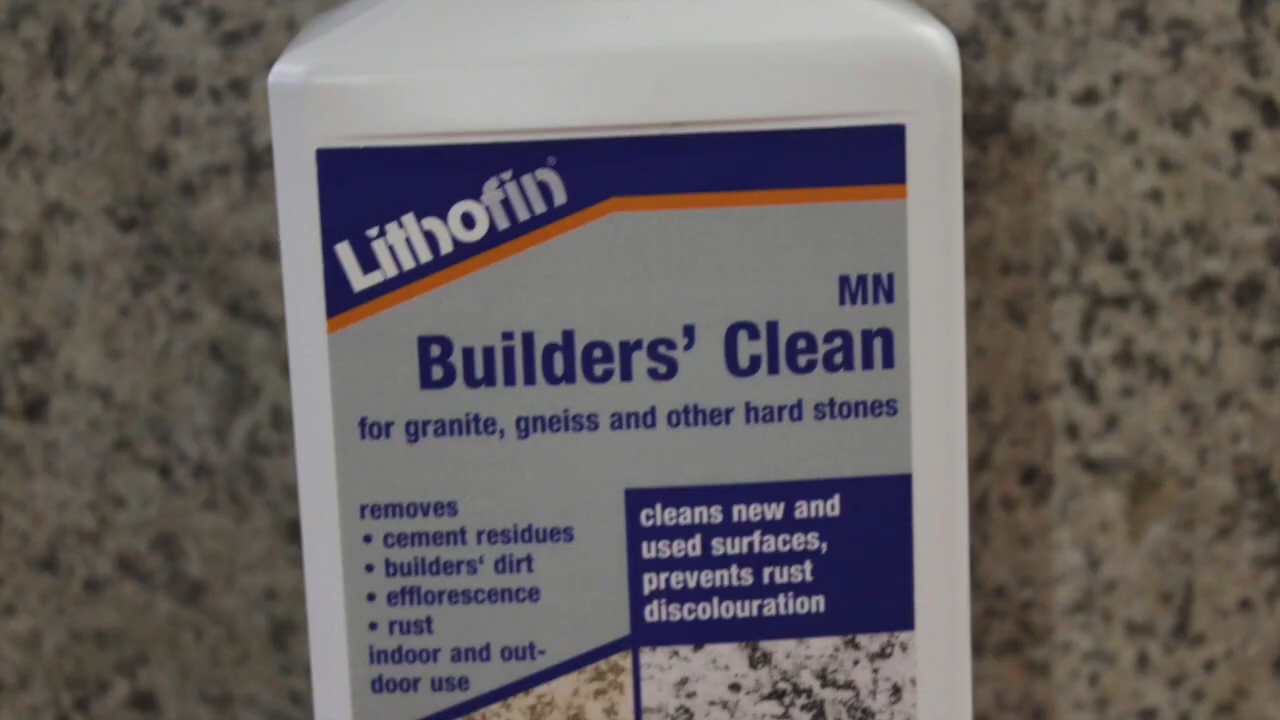 Lithofin®
MN
Builders’ Clean
for granite, gneiss and other hard stones
removes
• cement residues
• builders‘ dirt
• efflorescence
• rust
indoor and out-
door use
cleans new and
used surfaces,
prevents rust
discolouration